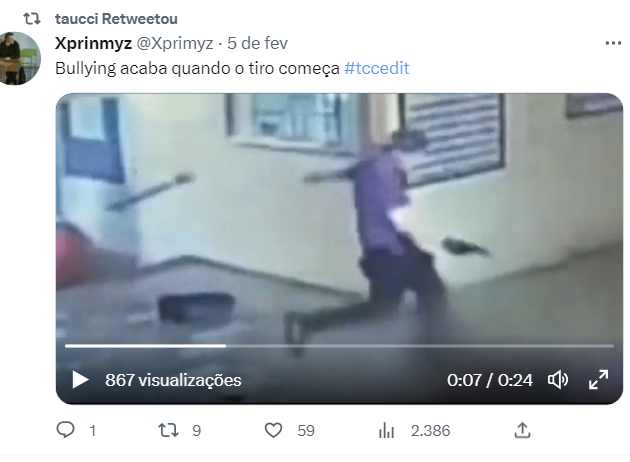 taucci Retweetou
Xprinmyz @Xprimyz · 5 de fev
Bullying acaba quando o tiro começa #tccedit
867 visualizações
0:07 / 0:24
1
9
59
2.386